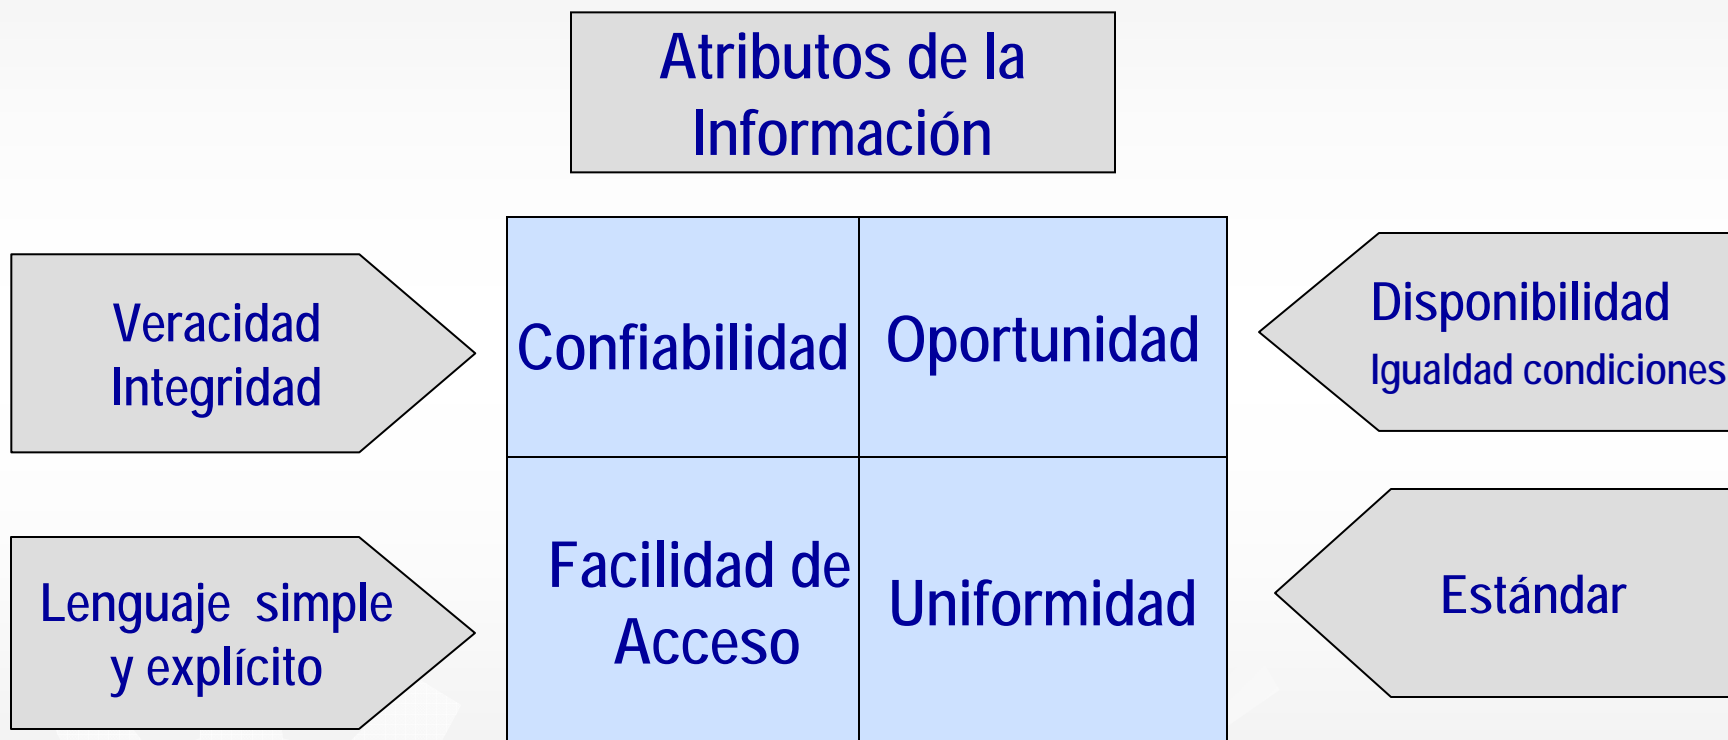 Atributos de la
Información
Veracidad
Integridad
Confiabilidad
Oportunidad
Disponibilidad
Igualdad condiciones
Lenguaje simple
y explícito
Facilidad de
Acceso
Uniformidad
Estándar